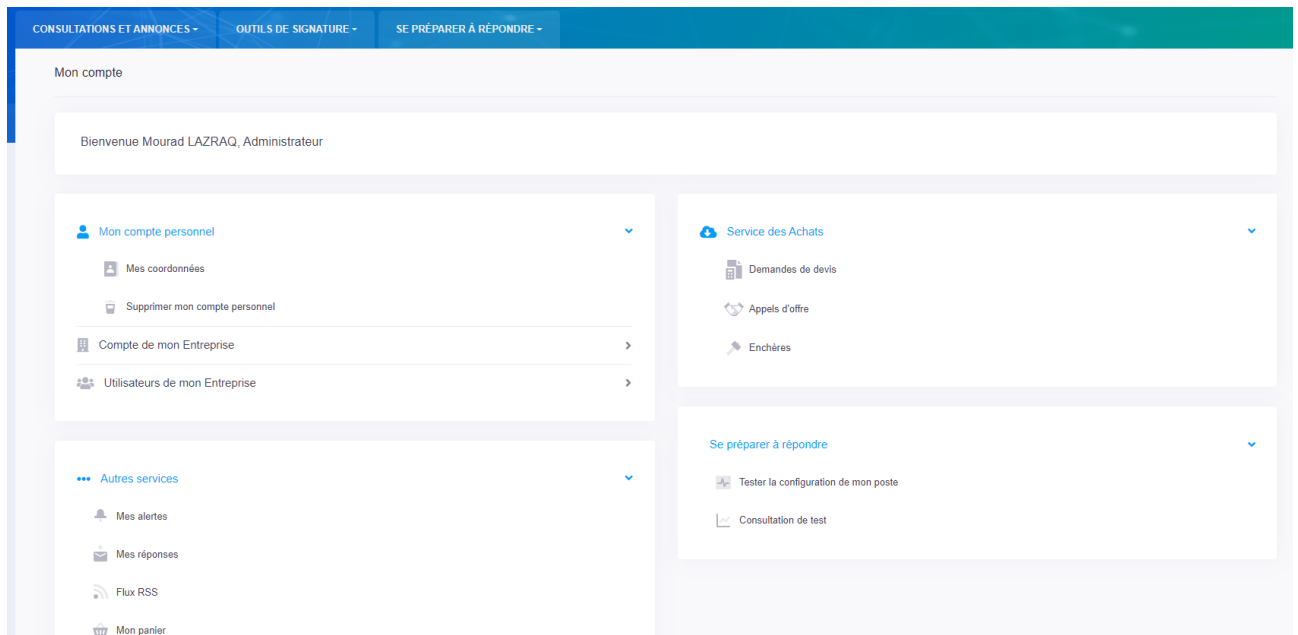 CONSULTATIONS ET ANNONCES
OUTILS DE SIGNATURE
SE PRÉPARER À RÉPONDRE
Mon compte
Bienvenue Mourad LAZRAQ, Administrateur
Mon compte personnel
Mes coordonnées
Supprimer mon compte personnel
Compte de mon Entreprise
Utilisateurs de mon Entreprise
Autres services
Mes alertes
Mes réponses
Flux RSS
Mon panier
Service des Achats
Demandes de devis
Appels d'offre
Enchères
Se préparer à répondre
Tester la configuration de mon poste
Consultation de test